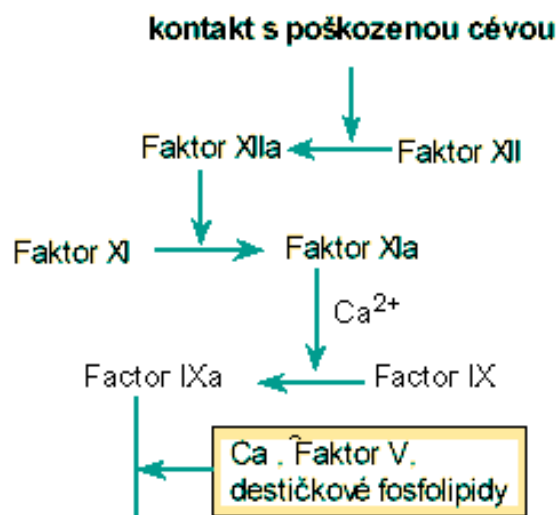 kontakt s poškozenou cévou
Faktor XIIa Faktor XII
Faktor XI Faktor XIa
Ca2+
Factor IXa Factor IX
Ca , Faktor V,
destičkové fosfolipidy